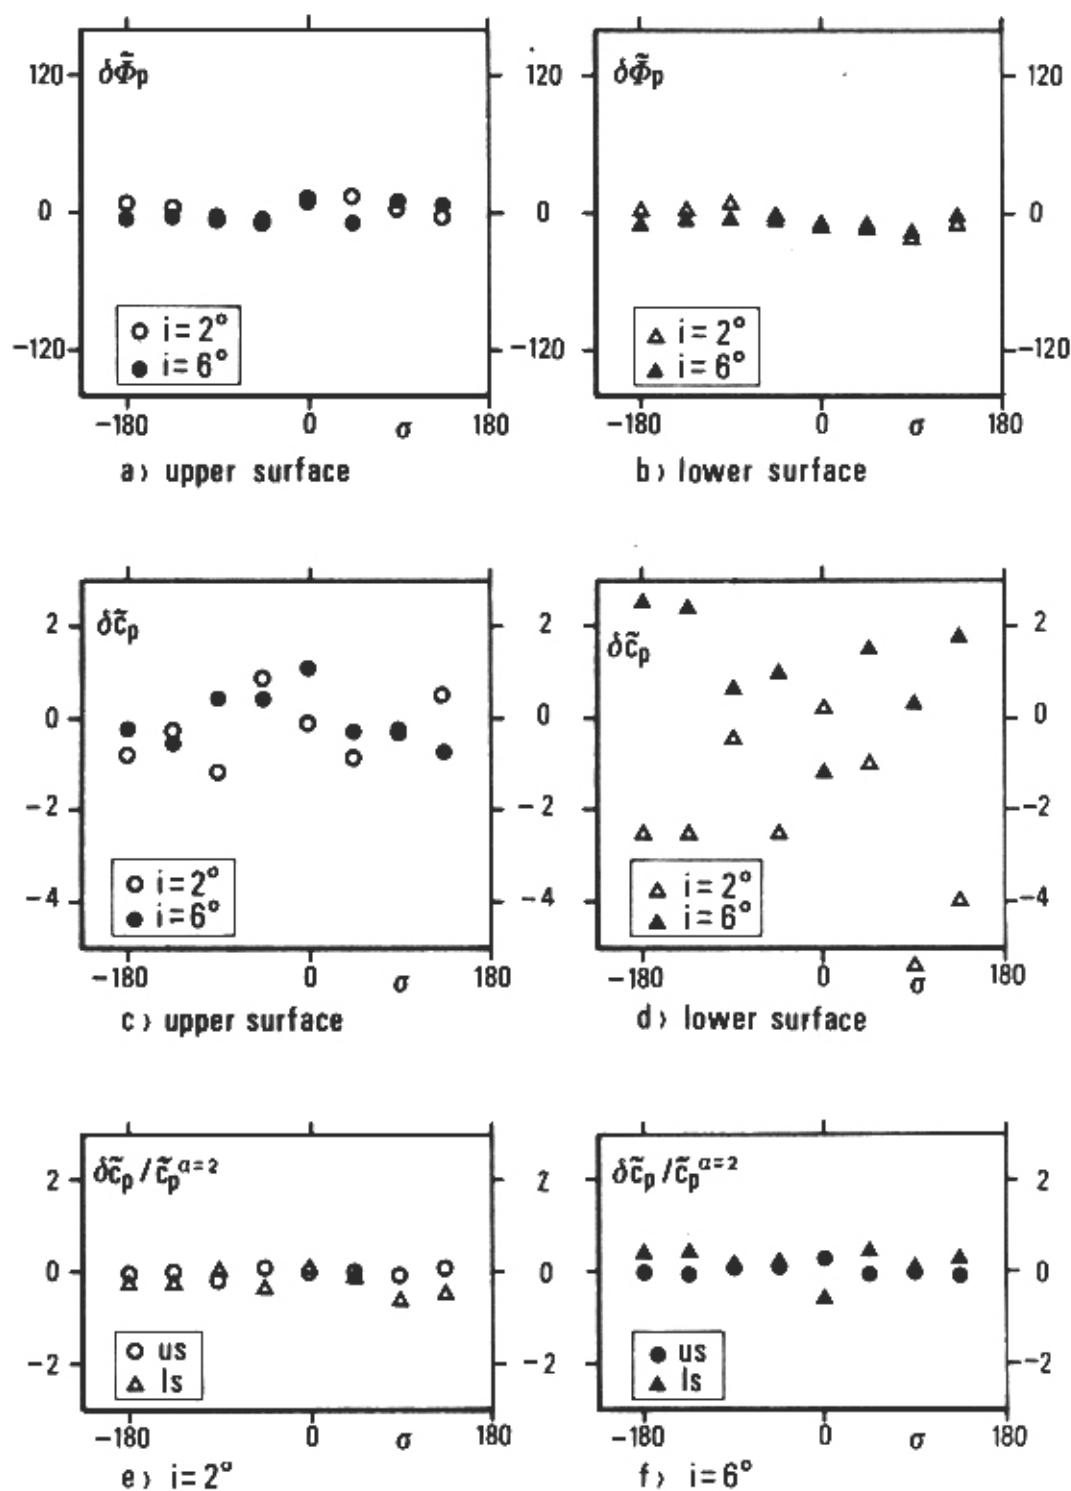 δΦ̃p
δΦ̃p
120
120
120
0
0
0
−120
−120
−120
○ i=2°
● i=6°
△ i=2°
▲ i=6°
−180 0 σ 180
−180 0 σ 180
a) upper surface
b) lower surface
δc̃p
δc̃p
2
2
2
0
0
0
−2
−2
−2
−4
−4
−4
○ i=2°
● i=6°
△ i=2°
▲ i=6°
−180 0 σ 180
−180 0 σ 180
c) upper surface
d) lower surface
δc̃p / c̃p α=2
δc̃p / c̃p α=2
2
2
2
0
0
0
−2
−2
−2
○ us
△ ls
● us
▲ ls
−180 0 σ 180
−180 0 σ 180
e) i=2°
f) i=6°